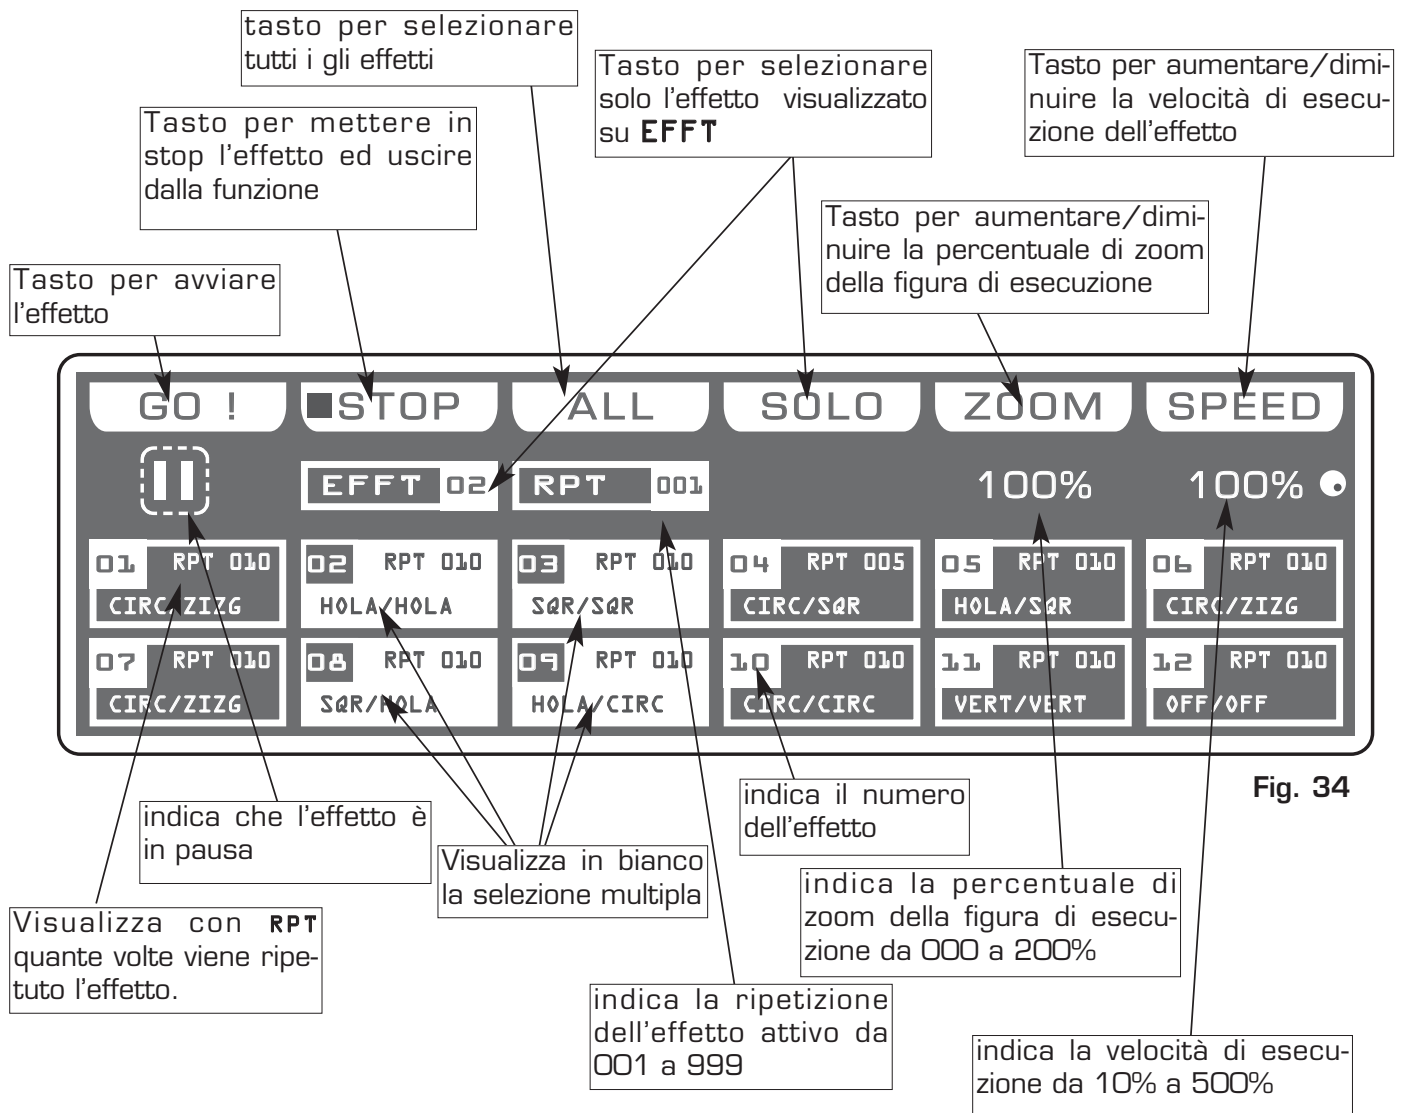 tasto per selezionare
tutti i gli effetti
Tasto per selezionare
solo l'effetto visualizzato
su EFFT
Tasto per aumentare/dimi-
nuire la velocità di esecu-
zione dell'effetto
Tasto per mettere in
stop l'effetto ed uscire
dalla funzione
Tasto per aumentare/dimi-
nuire la percentuale di zoom
della figura di esecuzione
Tasto per avviare
l'effetto
GO ! STOP ALL SOLO ZOOM SPEED
EFFT 02 RPT 001 100% 100%
01 RPT 010 02 RPT 010 03 RPT 010 04 RPT 005 05 RPT 010 06 RPT 010
CIRC/ZIZG HOLA/HOLA SQR/SQR CIRC/SQR HOLA/SQR CIRC/ZIZG
07 RPT 010 08 RPT 010 09 RPT 010 10 RPT 010 11 RPT 010 12 RPT 010
CIRC/ZIZG SQR/HOLA HOLA/CIRC CIRC/CIRC VERT/VERT OFF/OFF
Fig. 34
indica che l'effetto è
in pausa
Visualizza in bianco
la selezione multipla
indica il numero
dell'effetto
indica la percentuale di
zoom della figura di esecu-
zione da 000 a 200%
Visualizza con RPT
quante volte viene ripe-
tuto l'effetto.
indica la ripetizione
dell'effetto attivo da
001 a 999
indica la velocità di esecu-
zione da 10% a 500%